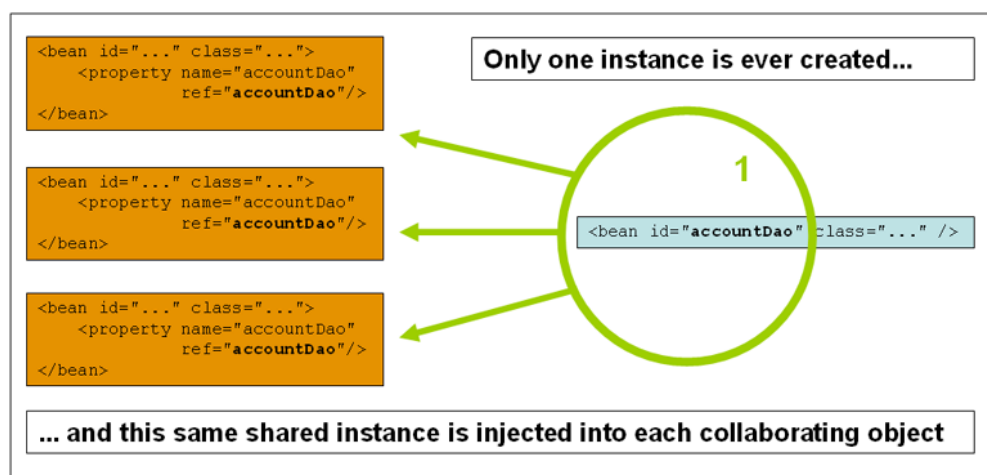 <bean id="..." class="...">
<property name="accountDao"
ref="accountDao"/>
</bean>
Only one instance is ever created...
<bean id="..." class="...">
<property name="accountDao"
ref="accountDao"/>
</bean>
1
<bean id="accountDao" class="..." />
<bean id="..." class="...">
<property name="accountDao"
ref="accountDao"/>
</bean>
... and this same shared instance is injected into each collaborating object